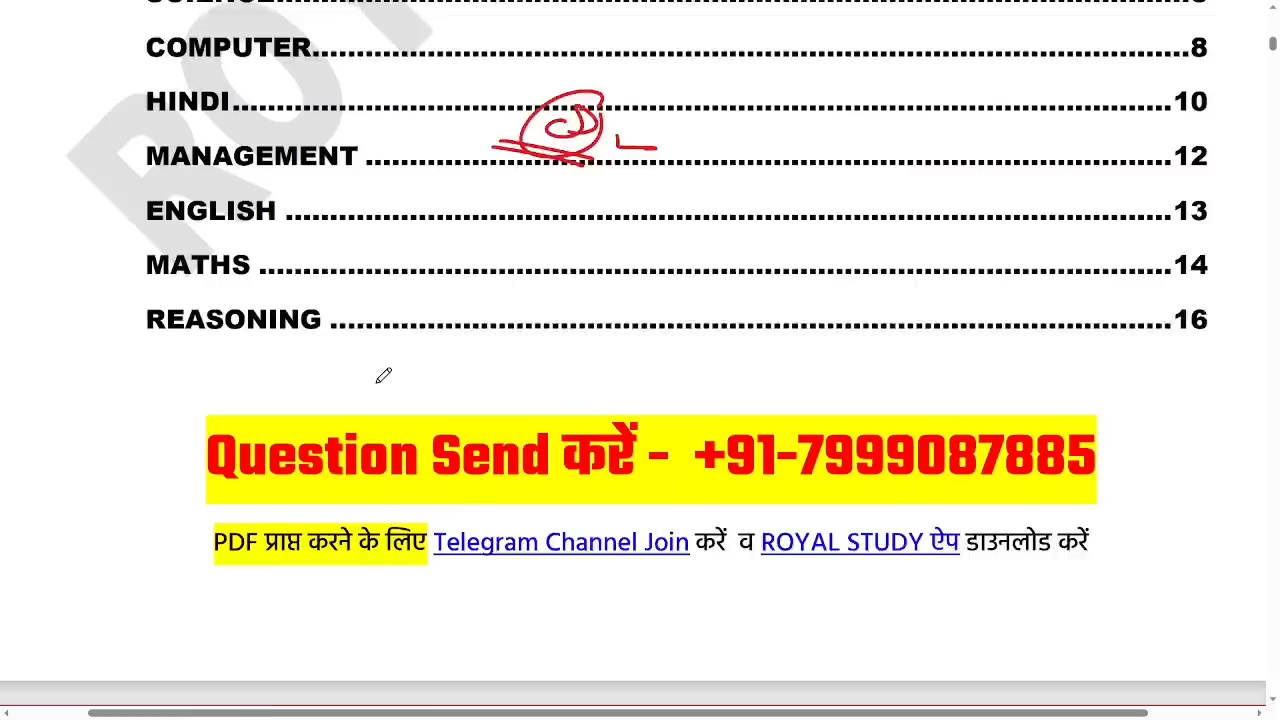 COMPUTER........................................................................................................8
HINDI.................................................................................................................10
MANAGEMENT .................................................................................................12
ENGLISH ..........................................................................................................13
MATHS .............................................................................................................14
REASONING .....................................................................................................16
Question Send करें - +91-7999087885
PDF प्राप्त करने के लिए Telegram Channel Join करें व ROYAL STUDY ऐप डाउनलोड करें